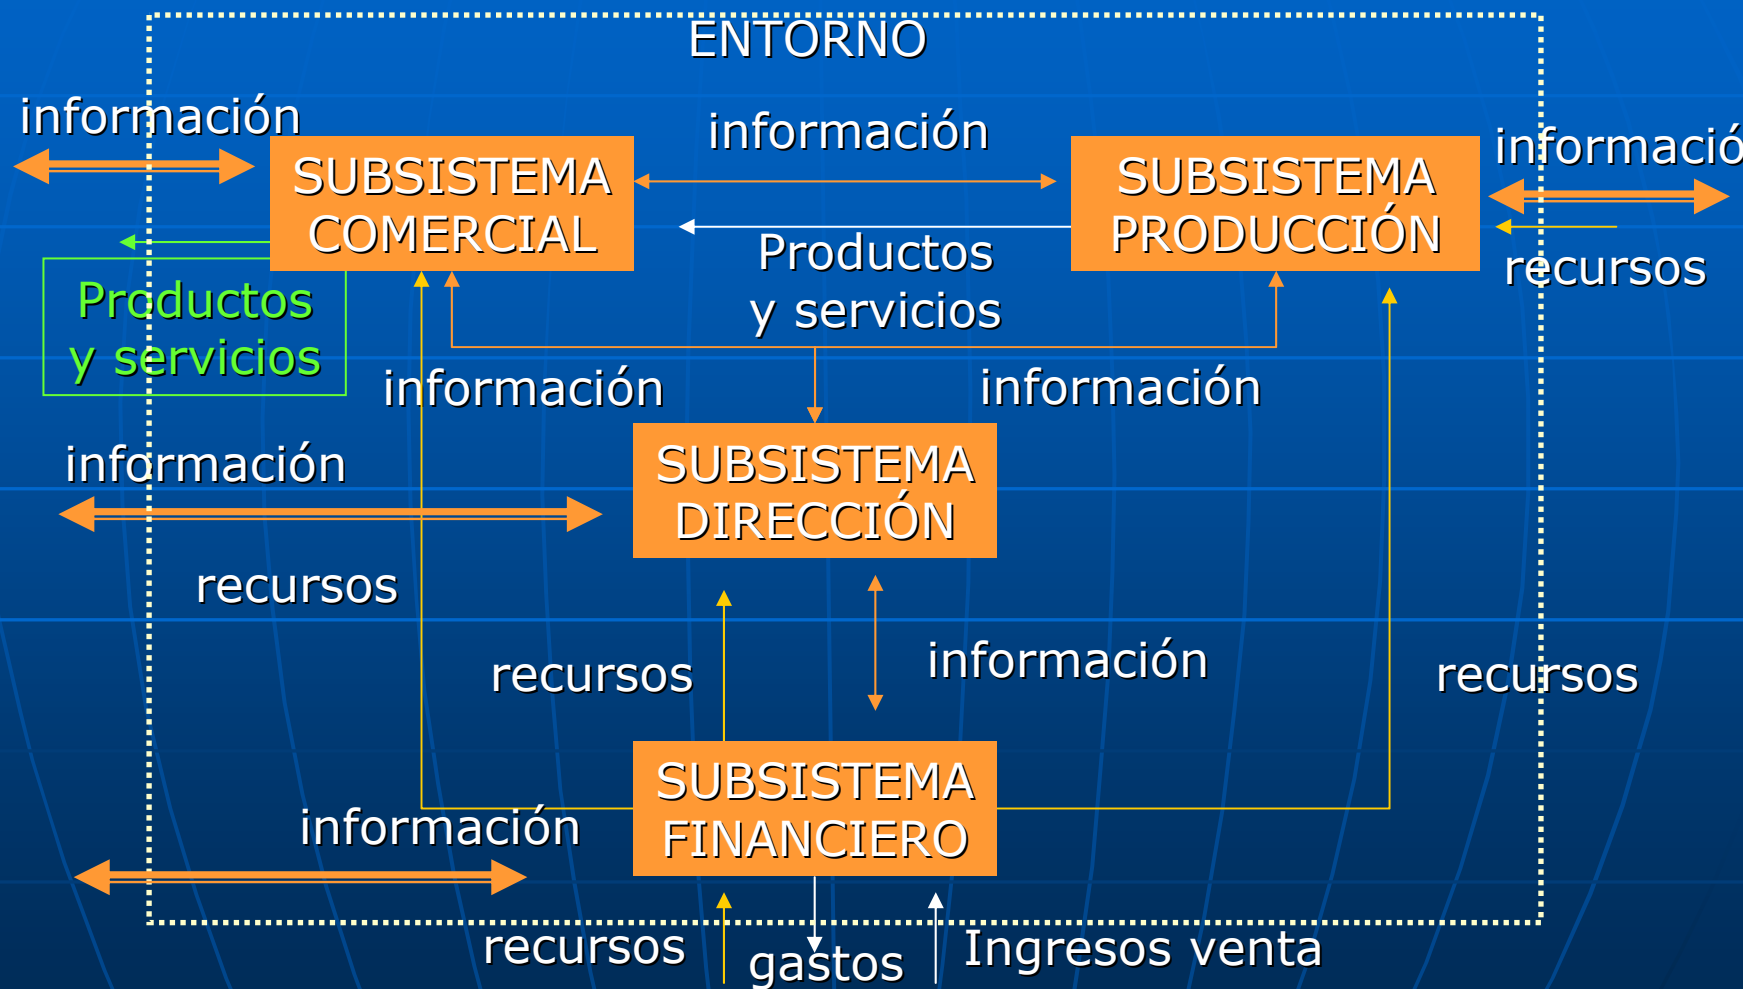 ENTORNO
información
información
informació
SUBSISTEMA
COMERCIAL
SUBSISTEMA
PRODUCCIÓN
Productos
y servicios
recursos
Productos
y servicios
información
información
información
SUBSISTEMA
DIRECCIÓN
recursos
recursos
información
recursos
SUBSISTEMA
FINANCIERO
información
recursos
gastos
Ingresos venta